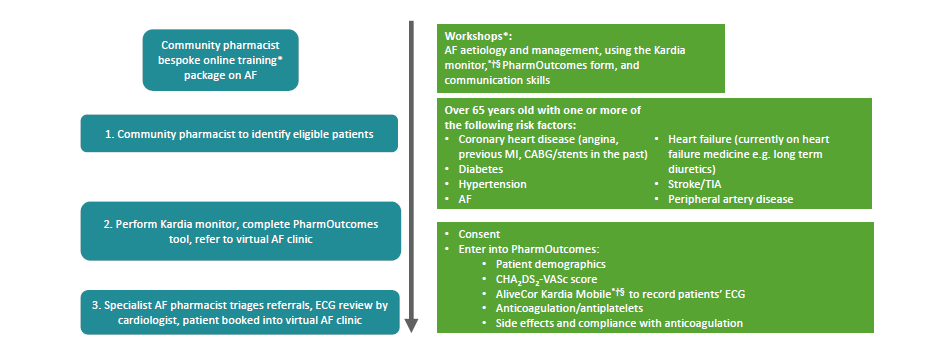 Community pharmacist
bespoke online training*
package on AF
Workshops*:
AF aetiology and management, using the Kardia
monitor,*†§ PharmOutcomes form, and
communication skills
1. Community pharmacist to identify eligible patients
Over 65 years old with one or more of
the following risk factors:
• Coronary heart disease (angina,
previous MI, CABG/stents in the past)
• Diabetes
• Hypertension
• AF
• Heart failure (currently on heart
failure medicine e.g. long term
diuretics)
• Stroke/TIA
• Peripheral artery disease
2. Perform Kardia monitor, complete PharmOutcomes
tool, refer to virtual AF clinic
• Consent
• Enter into PharmOutcomes:
• Patient demographics
• CHA₂DS₂-VASc score
• AliveCor Kardia Mobile*†§ to record patients’ ECG
• Anticoagulation/antiplatelets
• Side effects and compliance with anticoagulation
3. Specialist AF pharmacist triages referrals, ECG review by
cardiologist, patient booked into virtual AF clinic